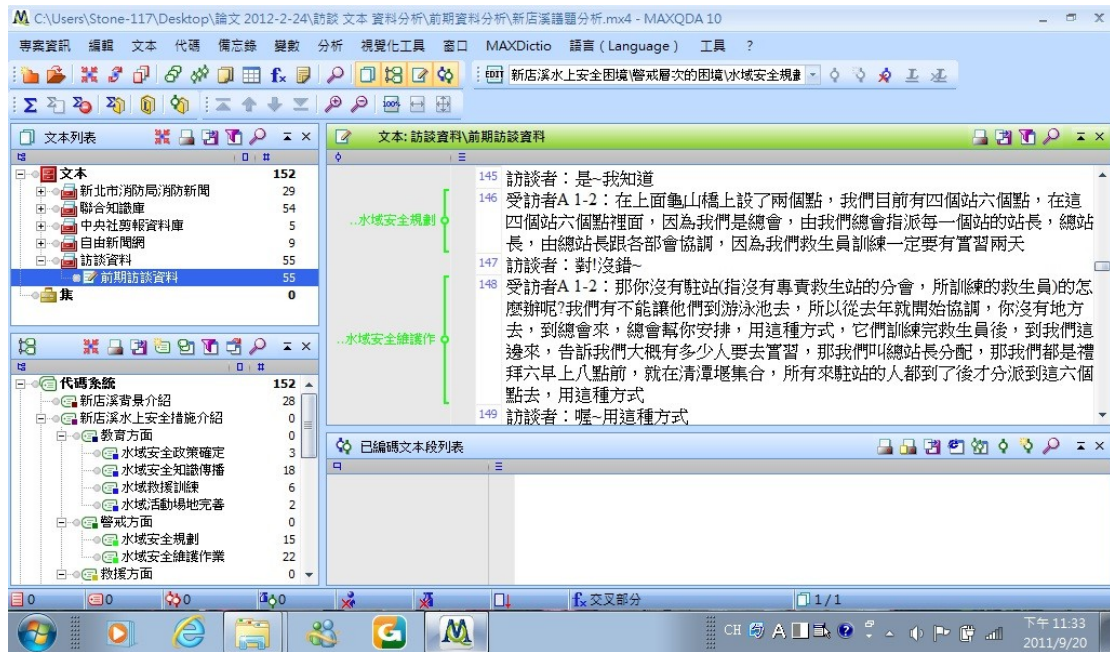 C:\Users\Stone-117\Desktop\論文 2012-2-24\訪談 文本 資料分析\前期資料分析\新店溪議題分析.mx4 - MAXQDA 10
專案資訊 編輯 文本 代碼 備忘錄 變數 分析 視覺化工具 窗口 MAXDictio 語言 ( Language ) 工具 ?
新店溪水上安全困境\警戒層次的困境\水域安全規劃
文本列表
文本 152
新北市消防局消防新聞 29
聯合知識庫 54
中央社剪報資料庫 5
自由新聞網 9
訪談資料 55
前期訪談資料 55
集 0
代碼系統 152
新店溪背景介紹 28
新店溪水上安全措施介紹 0
教育方面 0
水域安全政策確定 3
水域安全知識傳播 18
水域救援訓練 6
水域活動場地完善 2
警戒方面 0
水域安全規劃 15
水域安全維護作業 22
救援方面 0
文本: 訪談資料\前期訪談資料
..水域安全規劃
..水域安全維護作
145 訪談者：是~我知道
146 受訪者A 1-2：在上面龜山橋上設了兩個點，我們目前有四個站六個點，在這
四個站六個點裡面，因為我們是總會，由我們總會指派每一個站的站長，總站
長，由總站長跟各部會協調，因為我們救生員訓練一定要有實習兩天
147 訪談者：對!沒錯~
148 受訪者A 1-2：那你沒有駐站(指沒有專責救生站的分會，所訓練的救生員)的怎
麼辦呢?我們有不能讓他們到游泳池去，所以從去年就開始協調，你沒有地方
去，到總會來，總會幫你安排，用這種方式，它們訓練完救生員後，到我們這
邊來，告訴我們大概有多少人要去實習，那我們叫總站長分配，那我們都是禮
拜六早上八點前，就在清潭堰集合，所有來駐站的人都到了後才分派到這六個
點去，用這種方式
149 訪談者：喔~用這種方式
已編碼文本段列表
0 0 0 0 交叉部分 1 / 1
CH A 下午 11:33
2011/9/20